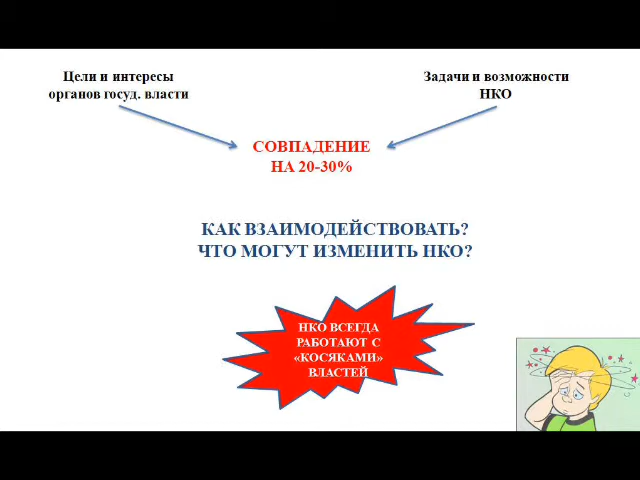 Цели и интересы
органов госуд. власти
Задачи и возможности
НКО
СОВПАДЕНИЕ
НА 20-30%
КАК ВЗАИМОДЕЙСТВОВАТЬ?
ЧТО МОГУТ ИЗМЕНИТЬ НКО?
НКО ВСЕГДА
РАБОТАЮТ С
«КОСЯКАМИ»
ВЛАСТЕЙ